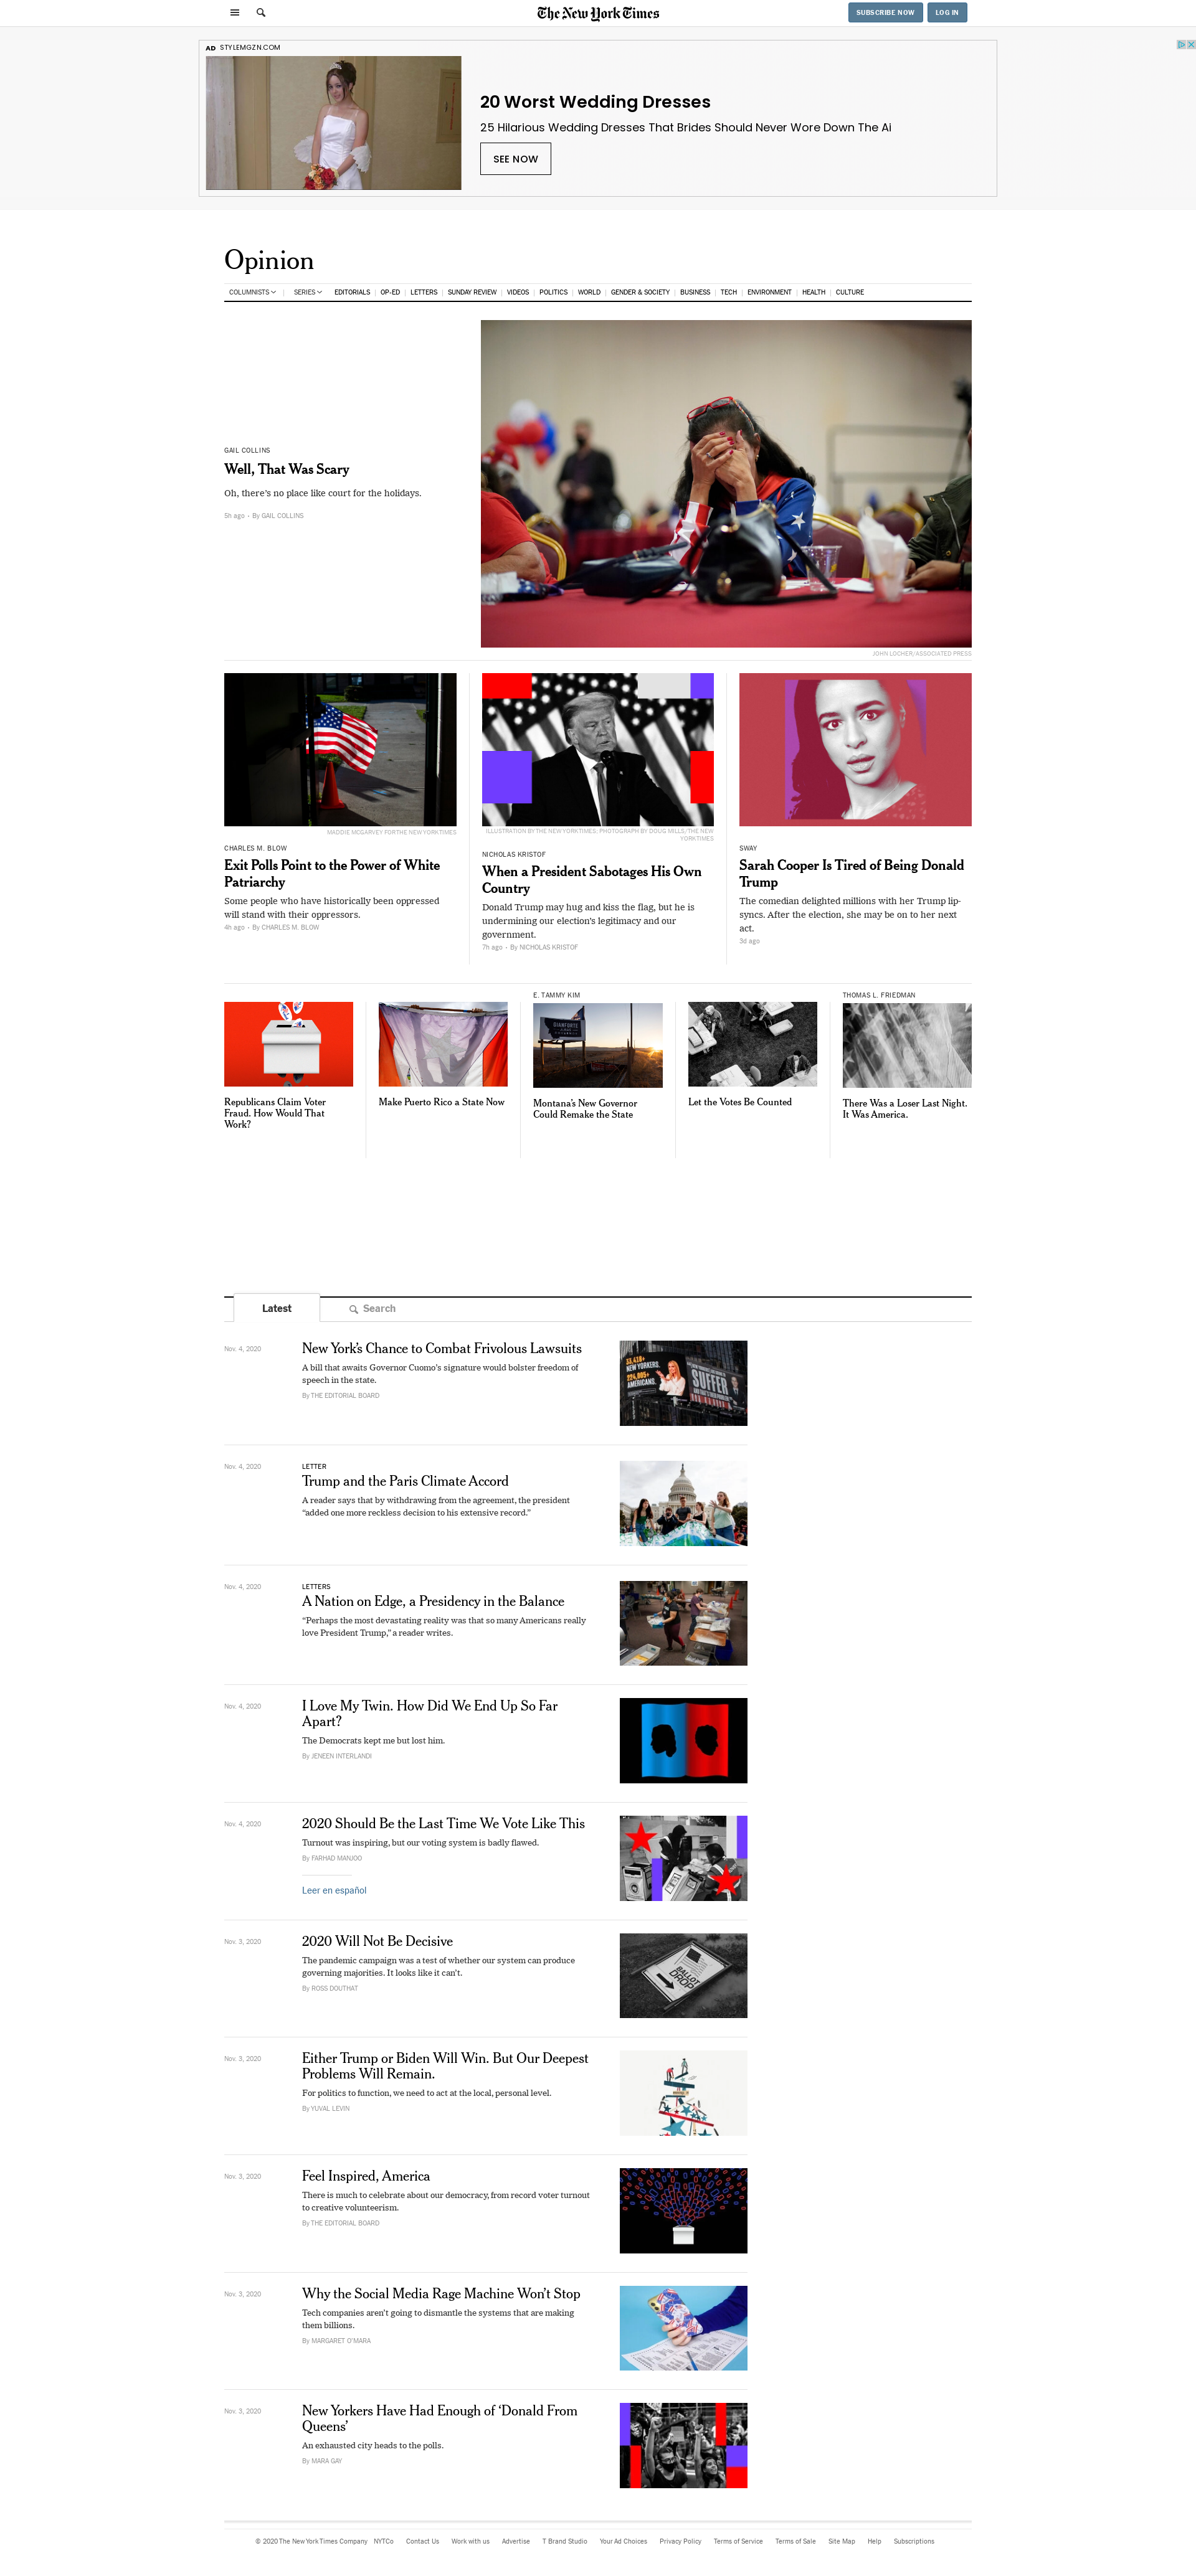 The New York Times
SUBSCRIBE NOW
LOG IN
AD STYLEMGZN.COM
20 Worst Wedding Dresses
25 Hilarious Wedding Dresses That Brides Should Never Wore Down The Ai
SEE NOW
Opinion
COLUMNISTS SERIES EDITORIALS OP-ED LETTERS SUNDAY REVIEW VIDEOS POLITICS WORLD GENDER & SOCIETY BUSINESS TECH ENVIRONMENT HEALTH CULTURE
GAIL COLLINS
Well, That Was Scary
Oh, there's no place like court for the holidays.
5h ago • By GAIL COLLINS
JOHN LOCHER/ASSOCIATED PRESS
MADDIE MCGARVEY FOR THE NEW YORK TIMES
CHARLES M. BLOW
Exit Polls Point to the Power of White
Patriarchy
Some people who have historically been oppressed
will stand with their oppressors.
4h ago • By CHARLES M. BLOW
ILLUSTRATION BY THE NEW YORK TIMES; PHOTOGRAPH BY DOUG MILLS/THE NEW
YORK TIMES
NICHOLAS KRISTOF
When a President Sabotages His Own
Country
Donald Trump may hug and kiss the flag, but he is
undermining our election's legitimacy and our
government.
7h ago • By NICHOLAS KRISTOF
SWAY
Sarah Cooper Is Tired of Being Donald
Trump
The comedian delighted millions with her Trump lip-
syncs. After the election, she may be on to her next
act.
3d ago
Republicans Claim Voter
Fraud. How Would That
Work?
Make Puerto Rico a State Now
E. TAMMY KIM
GIANFORTE
Montana's New Governor
Could Remake the State
Let the Votes Be Counted
THOMAS L. FRIEDMAN
There Was a Loser Last Night.
It Was America.
Latest
Search
Nov. 4, 2020
New York's Chance to Combat Frivolous Lawsuits
A bill that awaits Governor Cuomo's signature would bolster freedom of
speech in the state.
By THE EDITORIAL BOARD
NEW YORKERS,
AMERICANS.
SUFFER
Nov. 4, 2020
LETTER
Trump and the Paris Climate Accord
A reader says that by withdrawing from the agreement, the president
“added one more reckless decision to his extensive record.”
Nov. 4, 2020
LETTERS
A Nation on Edge, a Presidency in the Balance
“Perhaps the most devastating reality was that so many Americans really
love President Trump,” a reader writes.
Nov. 4, 2020
I Love My Twin. How Did We End Up So Far
Apart?
The Democrats kept me but lost him.
By JENEEN INTERLANDI
Nov. 4, 2020
2020 Should Be the Last Time We Vote Like This
Turnout was inspiring, but our voting system is badly flawed.
By FARHAD MANJOO
Leer en español
Nov. 3, 2020
2020 Will Not Be Decisive
The pandemic campaign was a test of whether our system can produce
governing majorities. It looks like it can't.
By ROSS DOUTHAT
BALLOT
DROP
Nov. 3, 2020
Either Trump or Biden Will Win. But Our Deepest
Problems Will Remain.
For politics to function, we need to act at the local, personal level.
By YUVAL LEVIN
Nov. 3, 2020
Feel Inspired, America
There is much to celebrate about our democracy, from record voter turnout
to creative volunteerism.
By THE EDITORIAL BOARD
Nov. 3, 2020
Why the Social Media Rage Machine Won't Stop
Tech companies aren't going to dismantle the systems that are making
them billions.
By MARGARET O'MARA
Nov. 3, 2020
New Yorkers Have Had Enough of ‘Donald From
Queens’
An exhausted city heads to the polls.
By MARA GAY
© 2020 The New York Times Company NYTCo Contact Us Work with us Advertise T Brand Studio Your Ad Choices Privacy Policy Terms of Service Terms of Sale Site Map Help Subscriptions